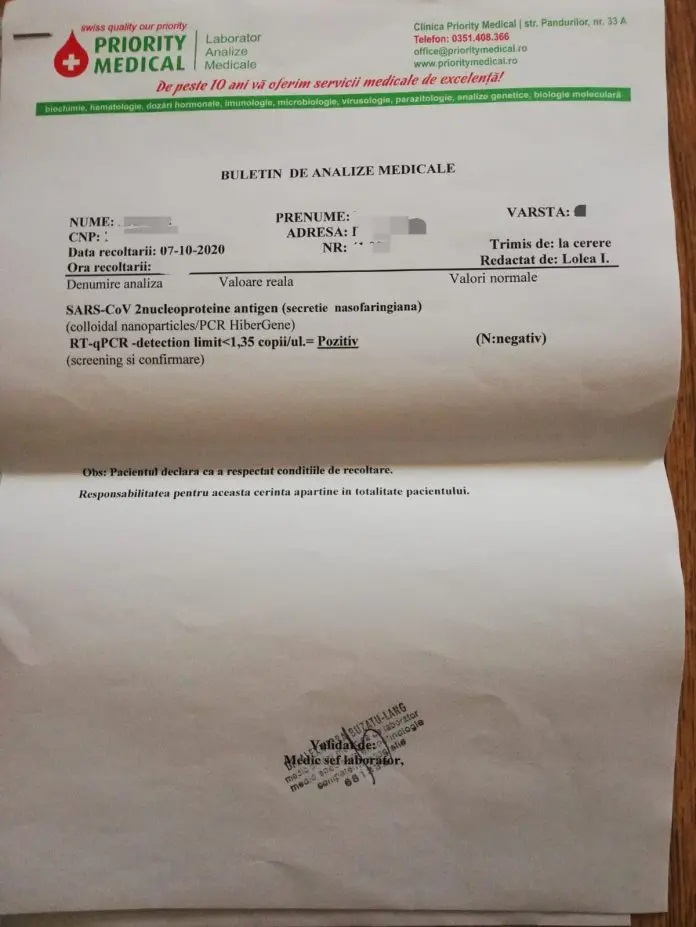 swiss quality our priority
PRIORITY MEDICAL
Laborator Analize Medicale
Clinica Priority Medical | str. Pandurilor, nr. 33 A
Telefon: 0351.408.366
office@prioritymedical.ro
www.prioritymedical.ro
De peste 10 ani vă oferim servicii medicale de excelență!
biochimie, hematologie, dozări hormonale, imunologie, microbiologie, virusologie, parazitologie, analize genetice, biologie moleculară
BULETIN DE ANALIZE MEDICALE
NUME:
PRENUME:
VARSTA:
CNP:
ADRESA:
Data recoltarii: 07-10-2020
NR:
Trimis de: la cerere
Ora recoltarii:
Redactat de: Lolea I.
Denumire analiza Valoare reala Valori normale
SARS-CoV 2nucleoproteine antigen (secretie nasofaringiana)
(colloidal nanoparticles/PCR HiberGene)
RT-qPCR -detection limit<1,35 copii/ul.= Pozitiv (N:negativ)
(screening si confirmare)
Obs: Pacientul declara ca a respectat conditiile de recoltare.
Responsabilitatea pentru aceasta cerinta apartine in totalitate pacientului.
Validat de:
Medic sef laborator,